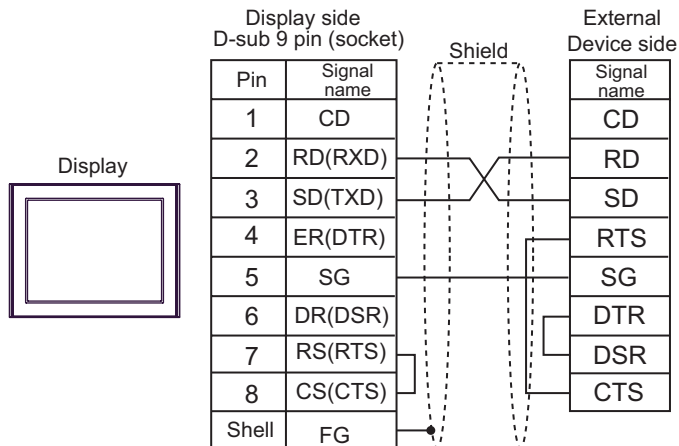 Display side
D-sub 9 pin (socket)
External
Device side
Shield
Pin
Signal
name
Signal
name
1 CD CD
2 RD(RXD) RD
Display
3 SD(TXD) SD
4 ER(DTR) RTS
5 SG SG
6 DR(DSR) DTR
7 RS(RTS) DSR
8 CS(CTS) CTS
Shell FG